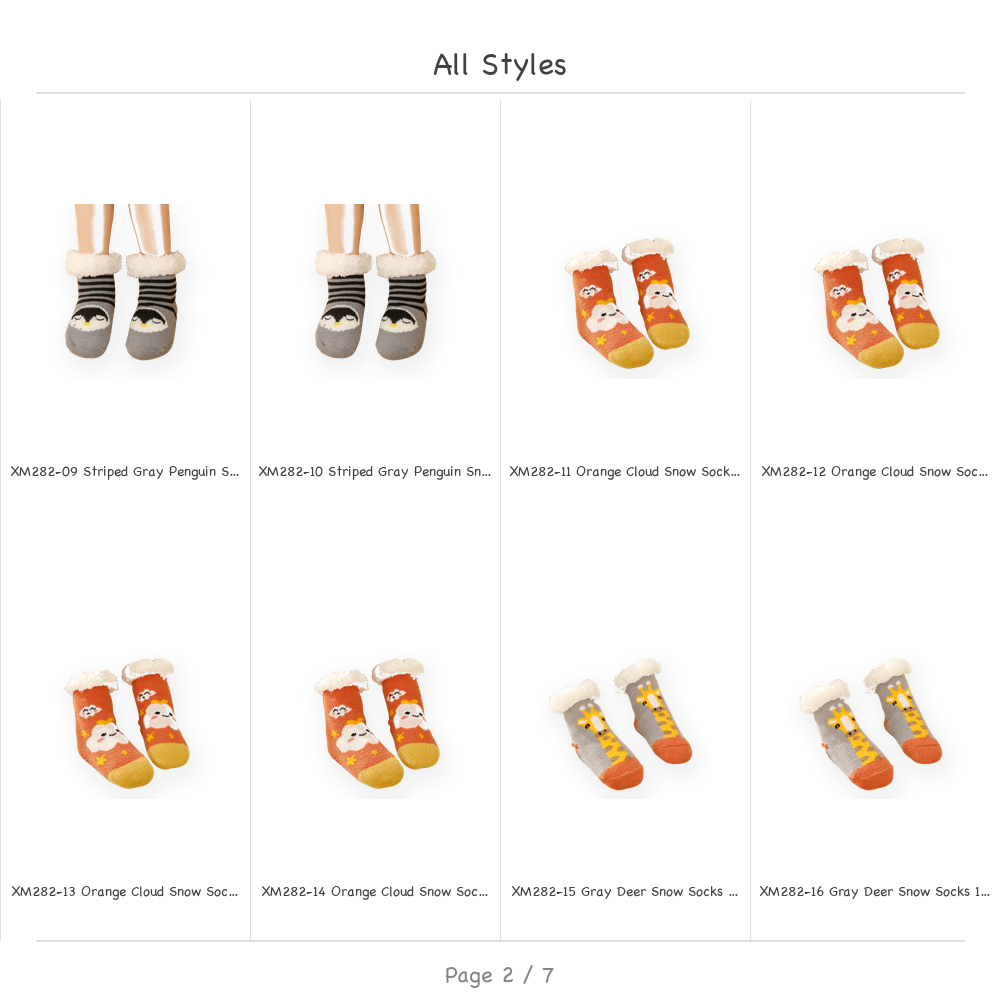 All Styles
XM282-09 Striped Gray Penguin S...
XM282-10 Striped Gray Penguin Sn...
XM282-11 Orange Cloud Snow Sock...
XM282-12 Orange Cloud Snow Soc...
XM282-13 Orange Cloud Snow Soc...
XM282-14 Orange Cloud Snow Soc...
XM282-15 Gray Deer Snow Socks ...
XM282-16 Gray Deer Snow Socks 1...
Page 2 / 7